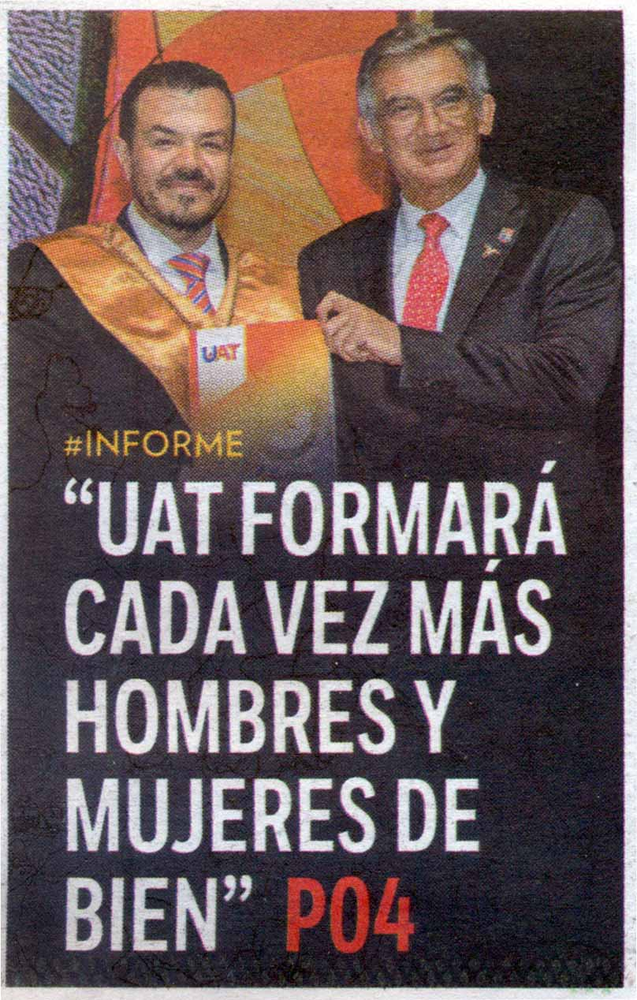 UAT
#INFORME
“UAT FORMARÁ
CADA VEZ MÁS
HOMBRES Y
MUJERES DE
BIEN” P04